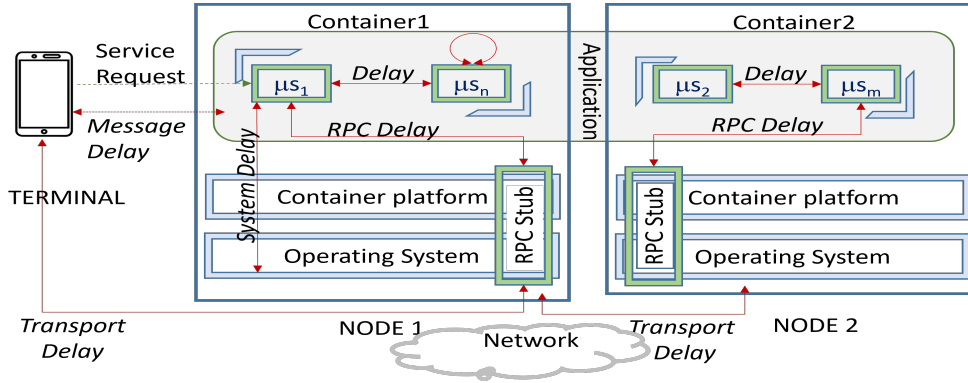 Container1
Container2
Service
Request
Message
Delay
TERMINAL
μs1
Delay
μsn
RPC Delay
System Delay
Application
μs2
Delay
μsm
RPC Delay
Container platform
Operating System
RPC Stub
RPC Stub
Container platform
Operating System
Transport
Delay
NODE 1
Network
Transport
Delay
NODE 2